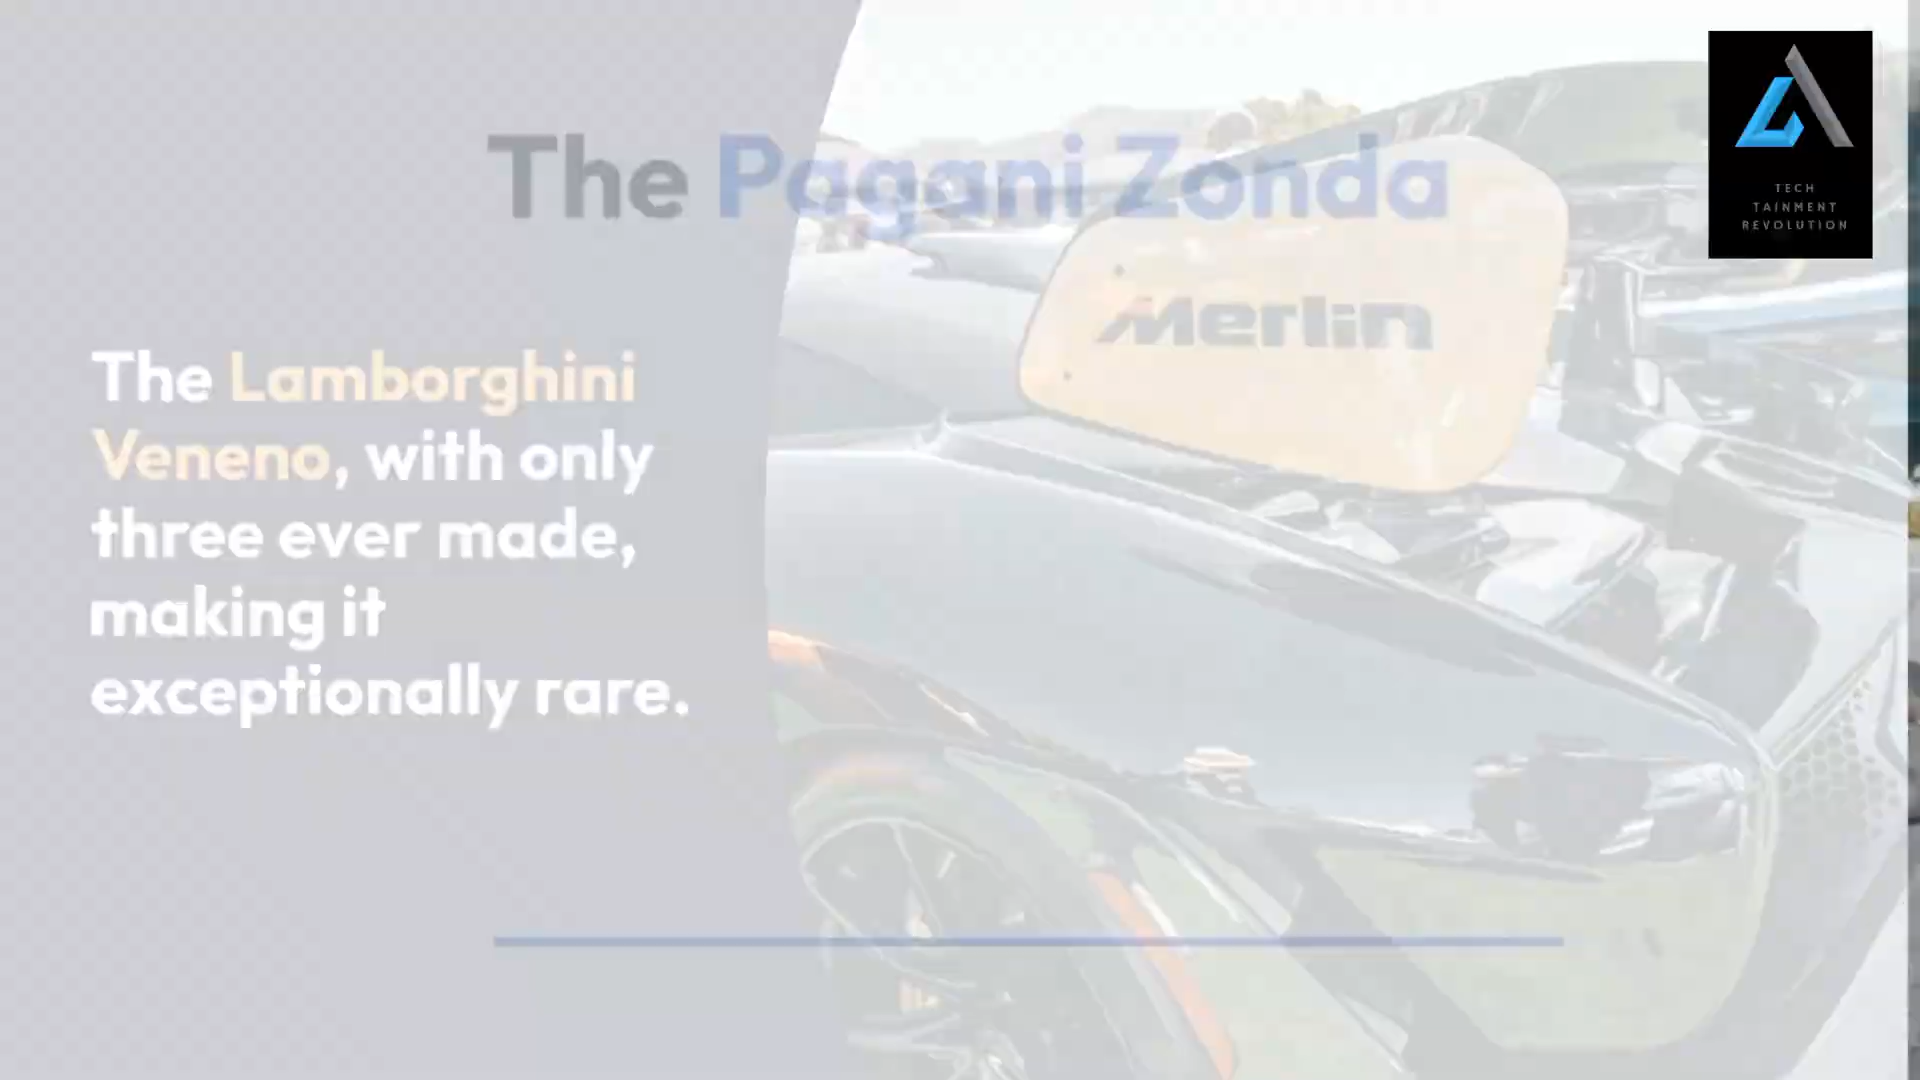 The Pagani Zonda
Merlin
The Lamborghini
Veneno, with only
three ever made,
making it
exceptionally rare.
TECH
TAINMENT
REVOLUTION